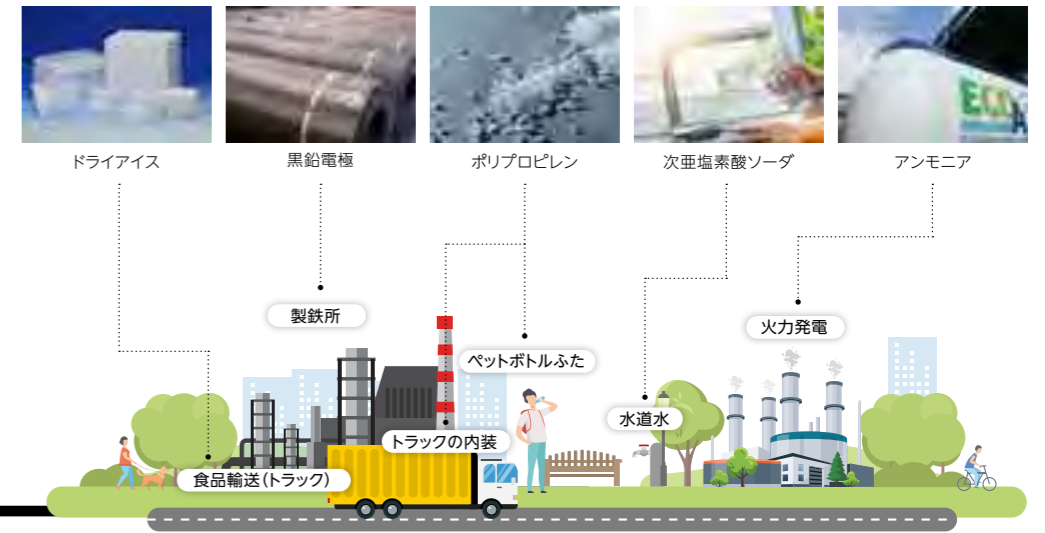 ECO
ドライアイス
黒鉛電極
ポリプロピレン
次亜塩素酸ソーダ
アンモニア
製鉄所
火力発電
ペットボトルふた
水道水
トラックの内装
食品輸送(トラック)